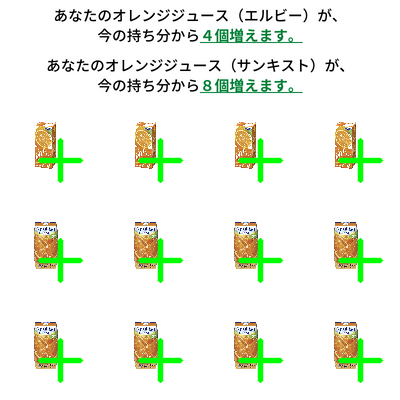 あなたのオレンジジュース（エルビー）が、
今の持ち分から４個増えます。
あなたのオレンジジュース（サンキスト）が、
今の持ち分から８個増えます。